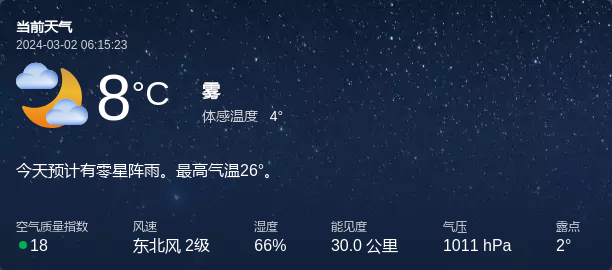 当前天气
2024-03-02 06:15:23
8°C
雾
体感温度 4°
今天预计有零星阵雨。最高气温26°。
空气质量指数 风速 湿度 能见度 气压 露点
18 东北风 2级 66% 30.0 公里 1011 hPa 2°